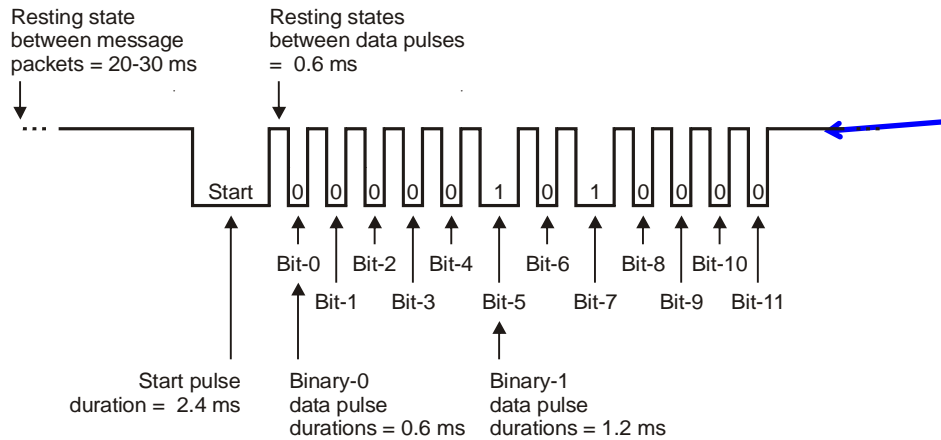 Resting state
between message
packets = 20-30 ms
Resting states
between data pulses
= 0.6 ms
Start 0 0 0 0 0 1 0 1 0 0 0 0
Bit-0 Bit-2 Bit-4 Bit-6 Bit-8 Bit-10
Bit-1 Bit-3 Bit-5 Bit-7 Bit-9 Bit-11
Start pulse
duration = 2.4 ms
Binary-0
data pulse
durations = 0.6 ms
Binary-1
data pulse
durations = 1.2 ms